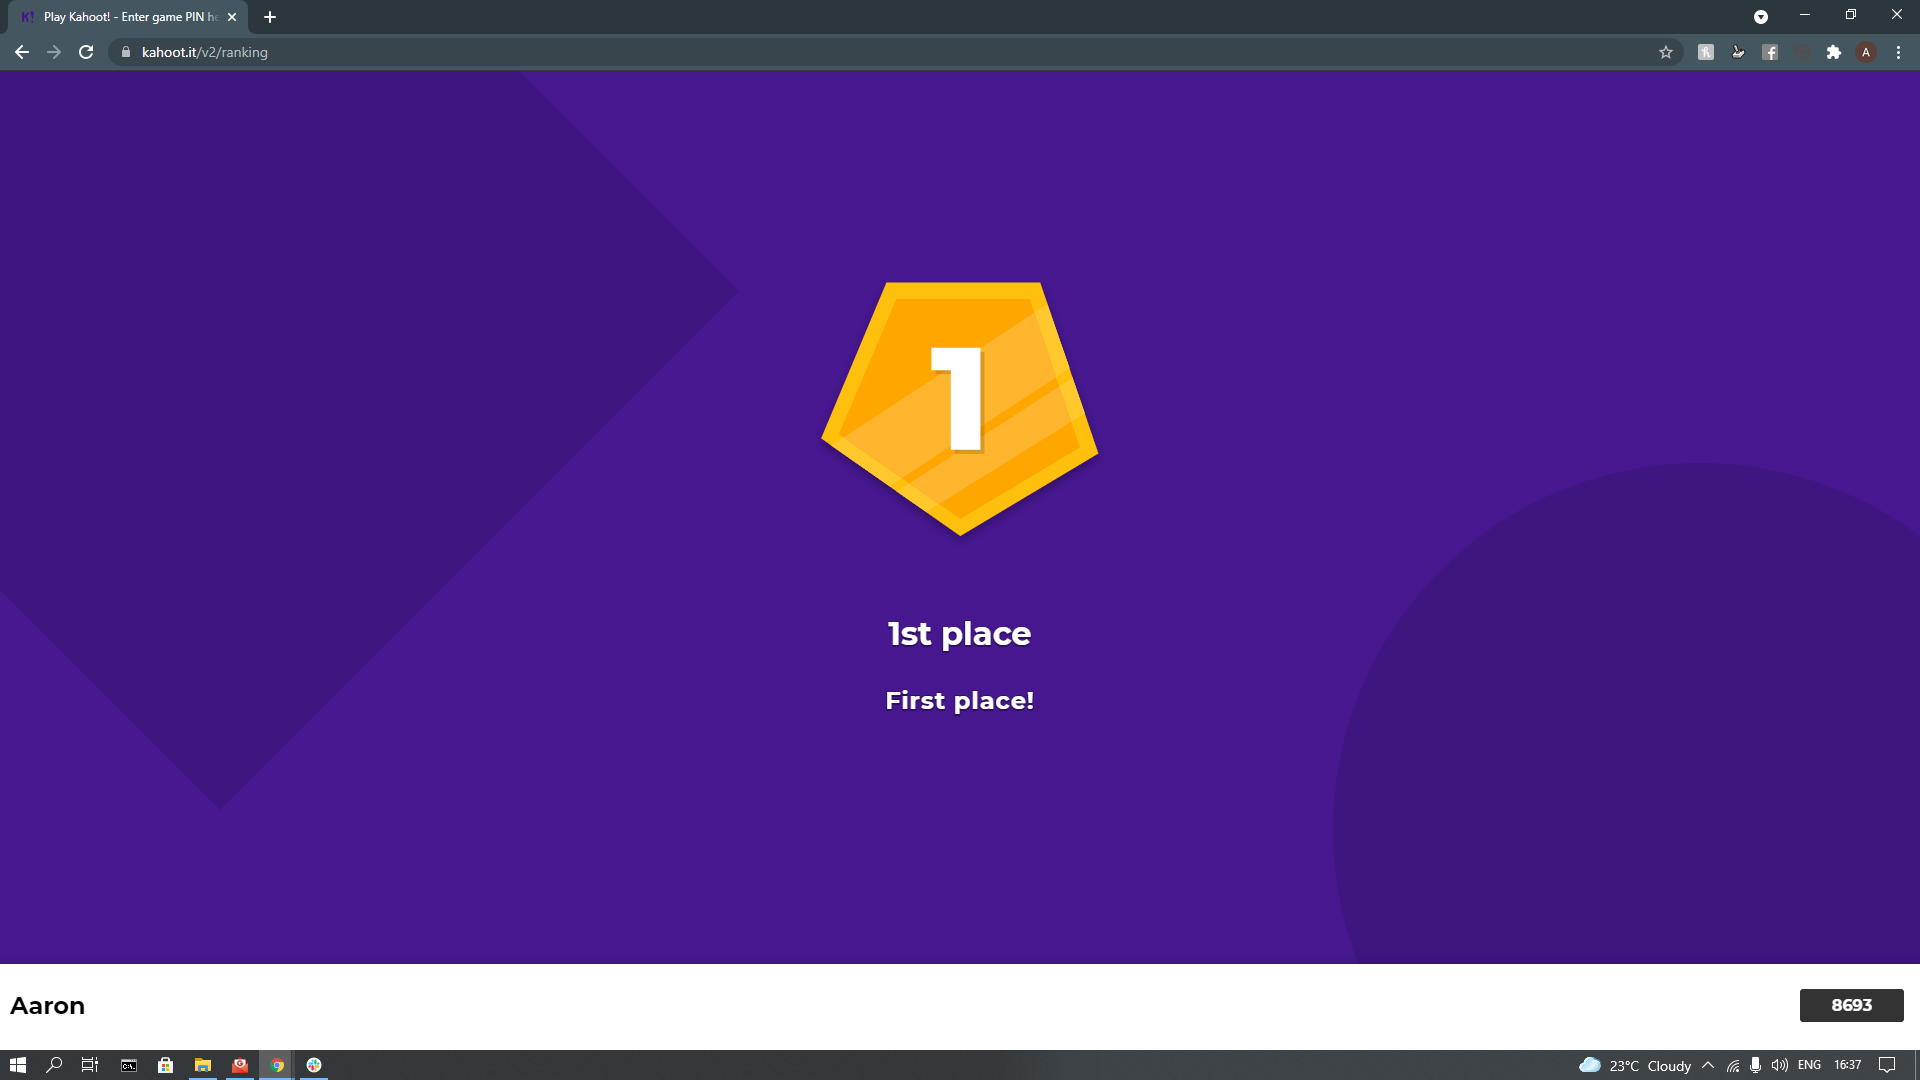 K! Play Kahoot! - Enter game PIN he
kahoot.it/v2/ranking
A
1
1st place
First place!
Aaron
8693
23°C Cloudy
ENG
16:37